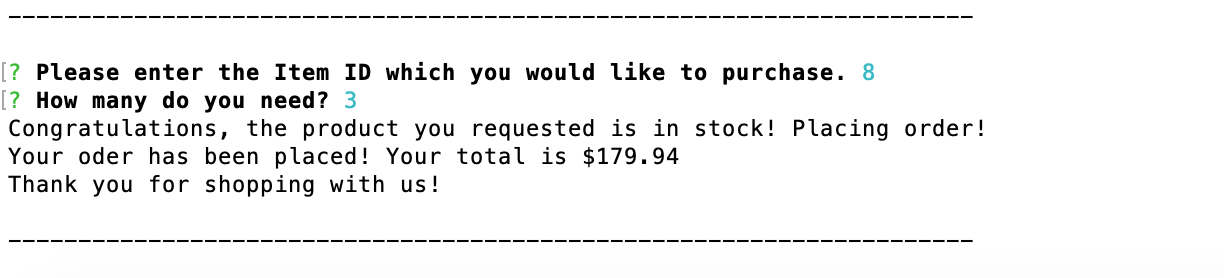 [? Please enter the Item ID which you would like to purchase. 8
[? How many do you need? 3
Congratulations, the product you requested is in stock! Placing order!
Your oder has been placed! Your total is $179.94
Thank you for shopping with us!